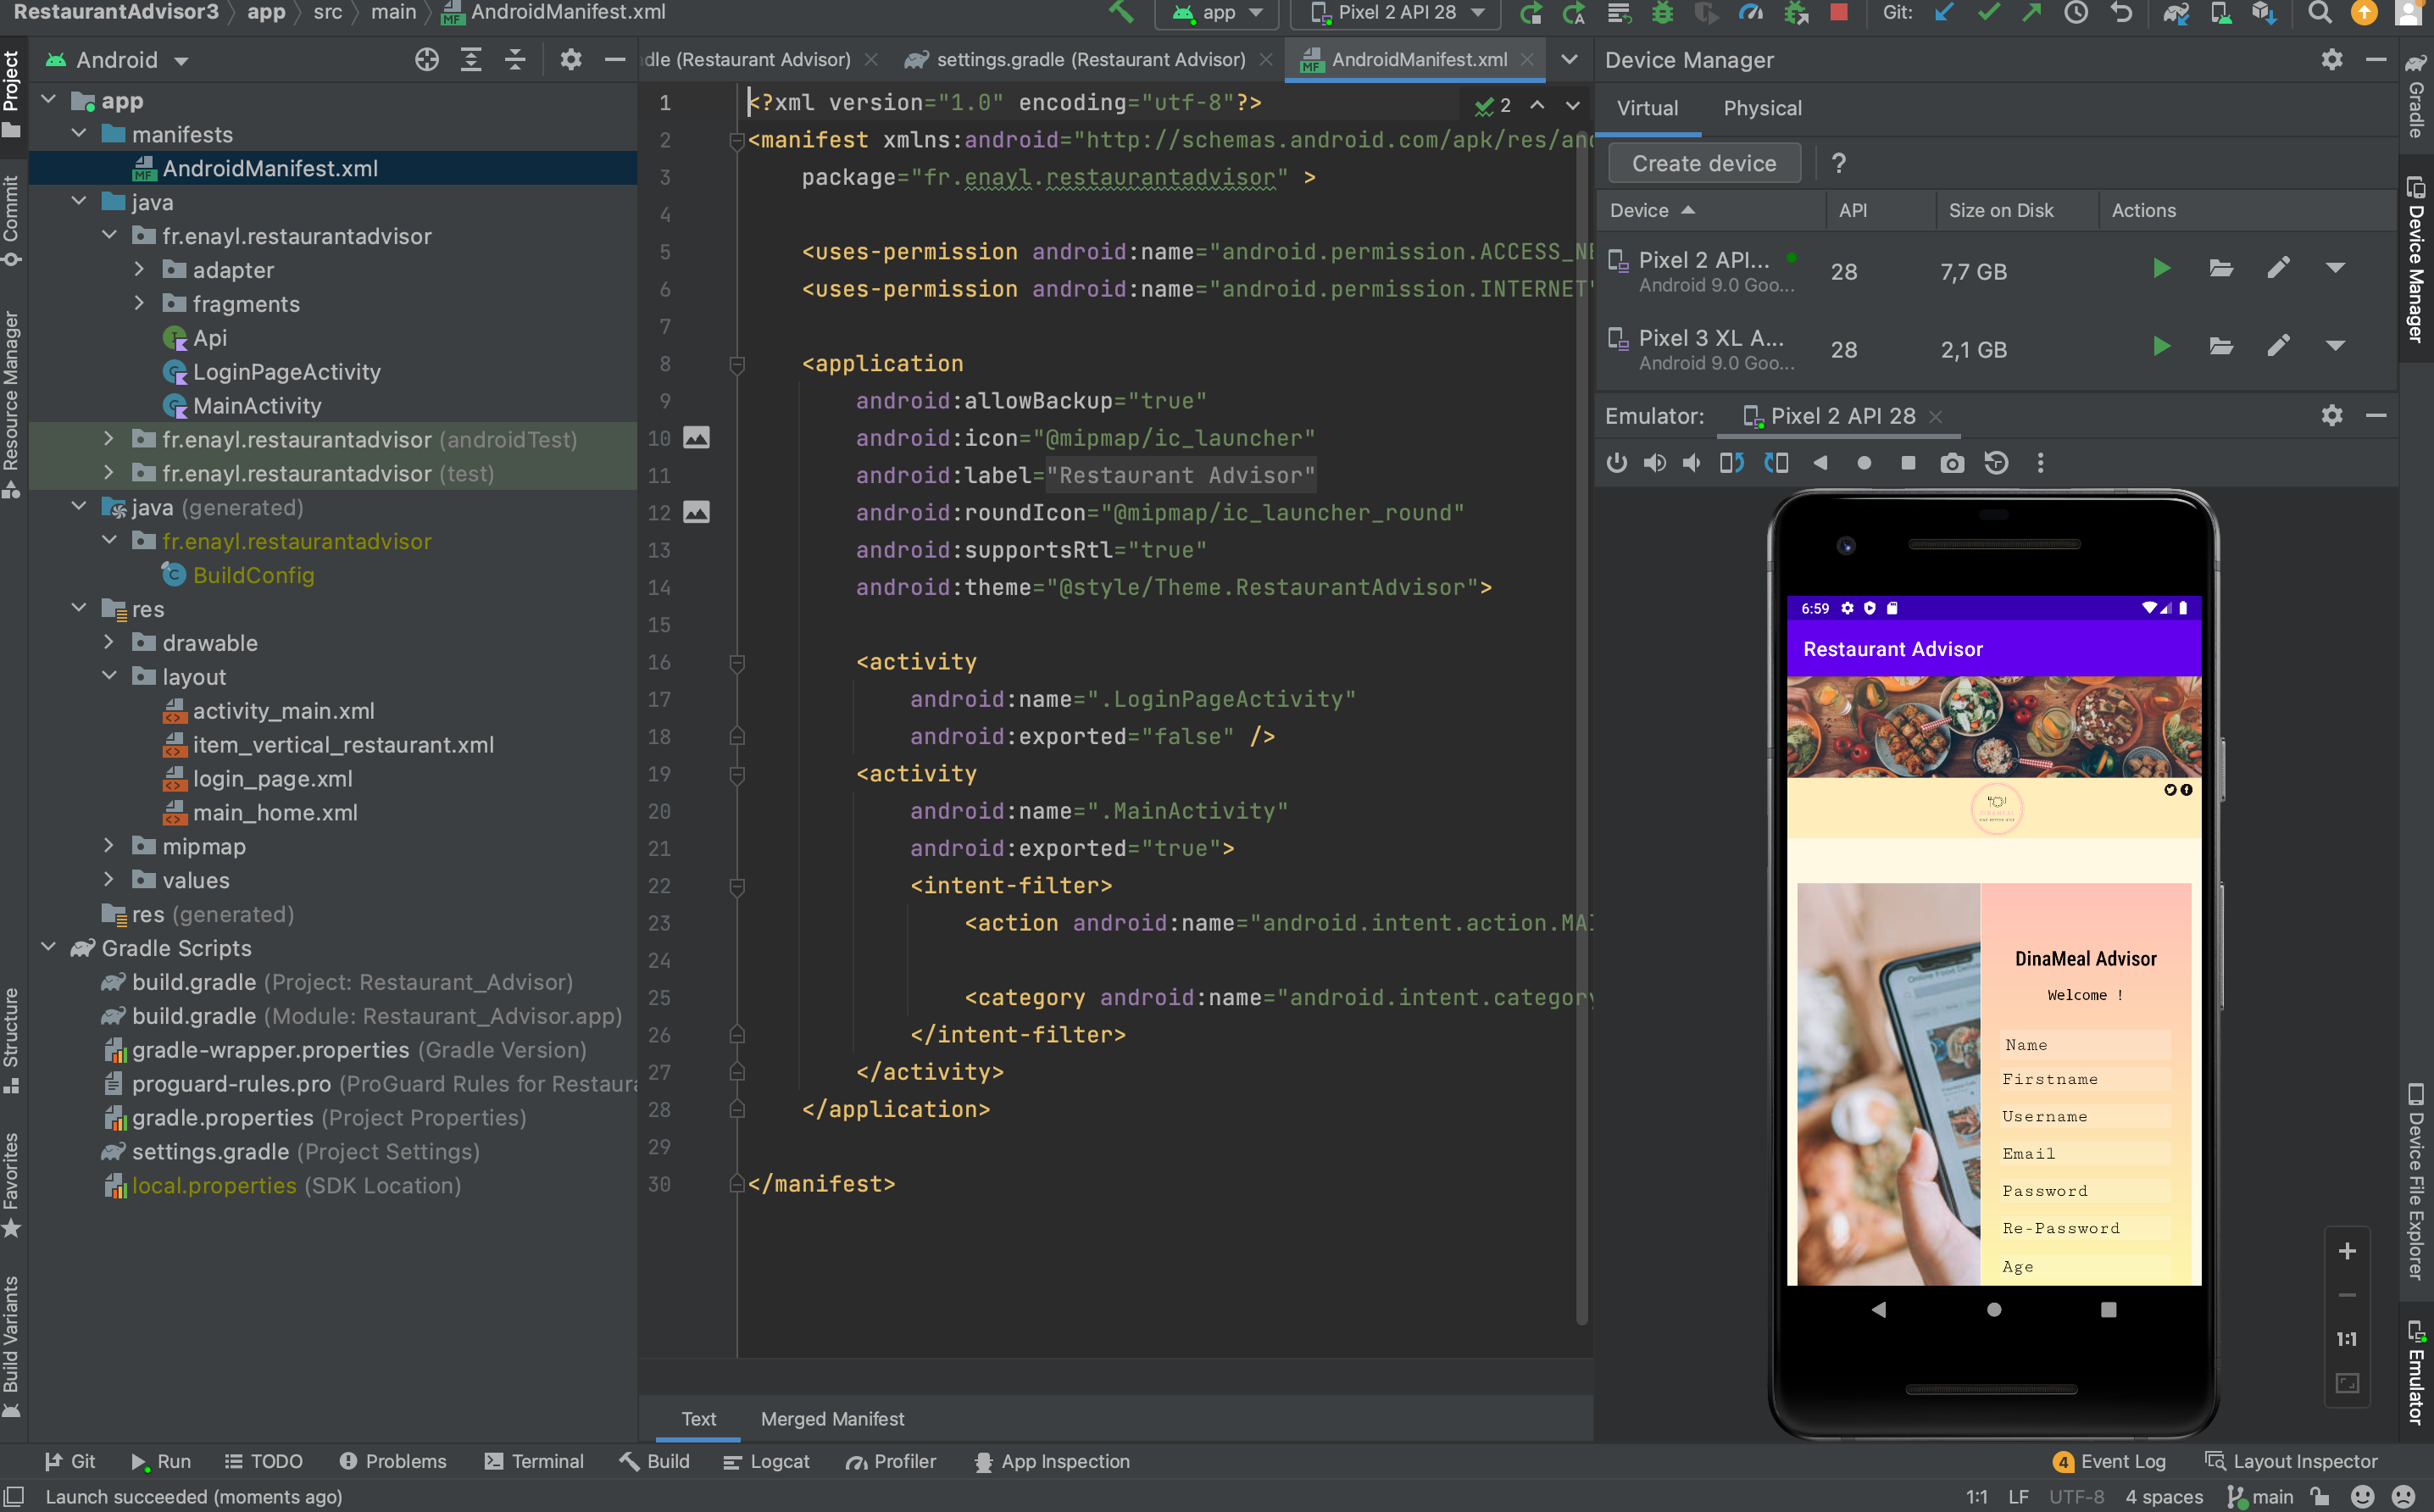 RestaurantAdvisor3 app src main AndroidManifest.xml
app Pixel 2 API 28 Git:
Project
Commit
Resource Manager
Structure
Favorites
Build Variants
Android
app
manifests
AndroidManifest.xml
java
fr.enayl.restaurantadvisor
adapter
fragments
Api
LoginPageActivity
MainActivity
fr.enayl.restaurantadvisor (androidTest)
fr.enayl.restaurantadvisor (test)
java (generated)
fr.enayl.restaurantadvisor
BuildConfig
res
drawable
layout
activity_main.xml
item_vertical_restaurant.xml
login_page.xml
main_home.xml
mipmap
values
res (generated)
Gradle Scripts
build.gradle (Project: Restaurant_Advisor)
build.gradle (Module: Restaurant_Advisor.app)
gradle-wrapper.properties (Gradle Version)
proguard-rules.pro (ProGuard Rules for Restaura
gradle.properties (Project Properties)
settings.gradle (Project Settings)
local.properties (SDK Location)
dle (Restaurant Advisor) settings.gradle (Restaurant Advisor) AndroidManifest.xml
2
1 <?xml version="1.0" encoding="utf-8"?>
2 <manifest xmlns:android="http://schemas.android.com/apk/res/and
3 package="fr.enayl.restaurantadvisor" >
4
5 <uses-permission android:name="android.permission.ACCESS_NE
6 <uses-permission android:name="android.permission.INTERNET"
7
8 <application
9 android:allowBackup="true"
10 android:icon="@mipmap/ic_launcher"
11 android:label="Restaurant Advisor"
12 android:roundIcon="@mipmap/ic_launcher_round"
13 android:supportsRtl="true"
14 android:theme="@style/Theme.RestaurantAdvisor">
15
16 <activity
17 android:name=".LoginPageActivity"
18 android:exported="false" />
19 <activity
20 android:name=".MainActivity"
21 android:exported="true">
22 <intent-filter>
23 <action android:name="android.intent.action.MAI
24
25 <category android:name="android.intent.category
26 </intent-filter>
27 </activity>
28 </application>
29
30 </manifest>
Text Merged Manifest
Device Manager
Virtual Physical
Create device ?
Device API Size on Disk Actions
Pixel 2 API... 28 7,7 GB
Android 9.0 Goo...
Pixel 3 XL A... 28 2,1 GB
Android 9.0 Goo...
Emulator: Pixel 2 API 28
6:59
Restaurant Advisor
DinaMeal Advisor
Welcome !
Name
Firstname
Username
Email
Password
Re-Password
Age
1:1
Gradle
Device Manager
Device File Explorer
Emulator
Git Run TODO Problems Terminal Build Logcat Profiler App Inspection 4 Event Log Layout Inspector
Launch succeeded (moments ago) 1:1 LF UTF-8 4 spaces main